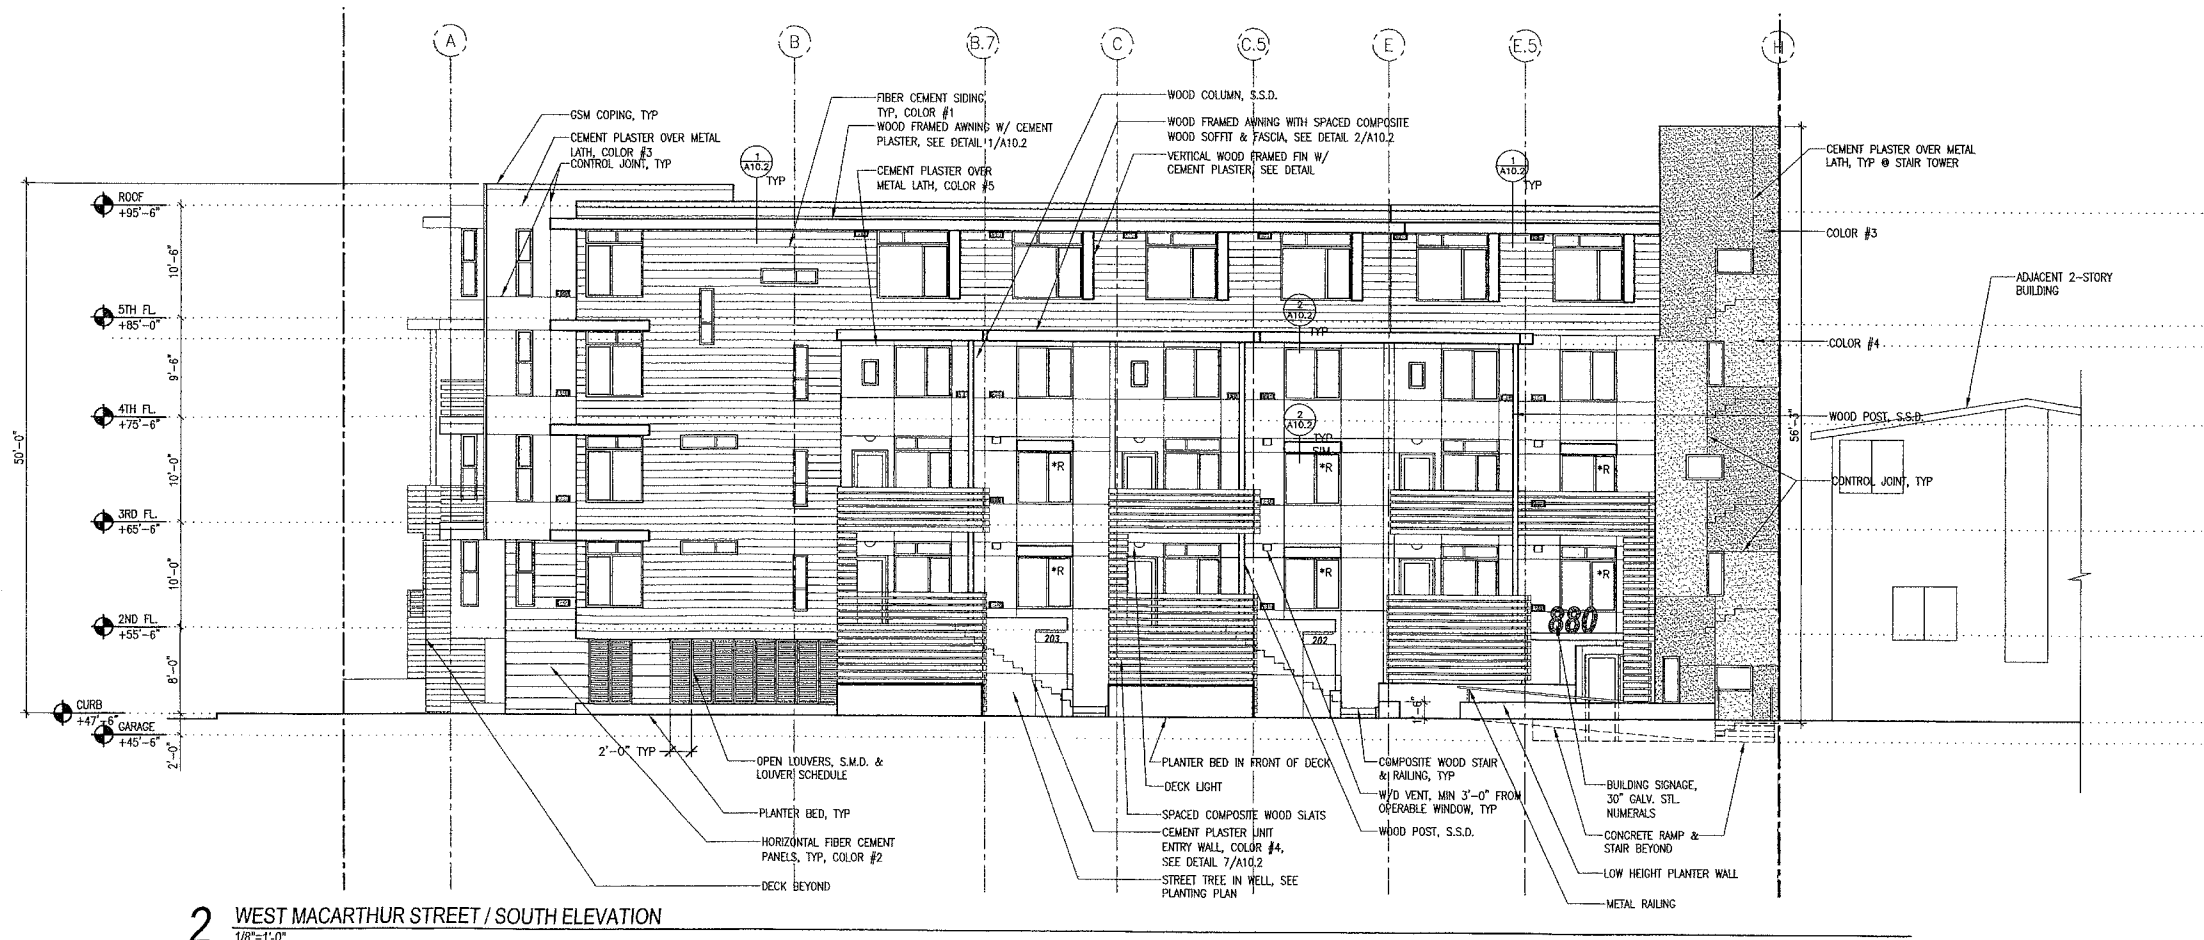 A
B
B.7
C
C.5
E
E.5
H
GSM COPING, TYP
CEMENT PLASTER OVER METAL
LATH, COLOR #3
CONTROL JOINT, TYP
FIBER CEMENT SIDING
TYP, COLOR #1
WOOD FRAMED AWNING W/ CEMENT
PLASTER, SEE DETAIL 1/A10.2
CEMENT PLASTER OVER
METAL LATH, COLOR #5
WOOD COLUMN, S.S.D.
WOOD FRAMED AWNING WITH SPACED COMPOSITE
WOOD SOFFIT & FASCIA, SEE DETAIL 2/A10.2
VERTICAL WOOD FRAMED FIN W/
CEMENT PLASTER, SEE DETAIL
1
A10.2
TYP
1
A10.2
TYP
CEMENT PLASTER OVER METAL
LATH, TYP @ STAIR TOWER
COLOR #3
ADJACENT 2-STORY
BUILDING
COLOR #4
WOOD POST, S.S.D.
CONTROL JOINT, TYP
56'-3"
50'-0"
ROOF
+95'-6"
10'-6"
5TH FL.
+85'-0"
9'-6"
4TH FL.
+75'-6"
10'-0"
3RD FL.
+65'-6"
10'-0"
2ND FL.
+55'-6"
8'-0"
CURB
+47'-6"
GARAGE
+45'-6"
2'-0"
2
A10.2
TYP
2
A10.2
TYP
SIM
*R
*R
*R
*R
*R
*R
203
202
880
1'-6"
2'-0" TYP
OPEN LOUVERS, S.M.D. &
LOUVER SCHEDULE
PLANTER BED, TYP
HORIZONTAL FIBER CEMENT
PANELS, TYP, COLOR #2
DECK BEYOND
PLANTER BED IN FRONT OF DECK
DECK LIGHT
SPACED COMPOSITE WOOD SLATS
CEMENT PLASTER UNIT
ENTRY WALL, COLOR #4,
SEE DETAIL 7/A10.2
STREET TREE IN WELL, SEE
PLANTING PLAN
COMPOSITE WOOD STAIR
& RAILING, TYP
W/D VENT, MIN 3'-0" FROM
OPERABLE WINDOW, TYP
WOOD POST, S.S.D.
BUILDING SIGNAGE,
30" GALV. STL.
NUMERALS
CONCRETE RAMP &
STAIR BEYOND
LOW HEIGHT PLANTER WALL
METAL RAILING
2 WEST MACARTHUR STREET / SOUTH ELEVATION
1/8"=1'-0"